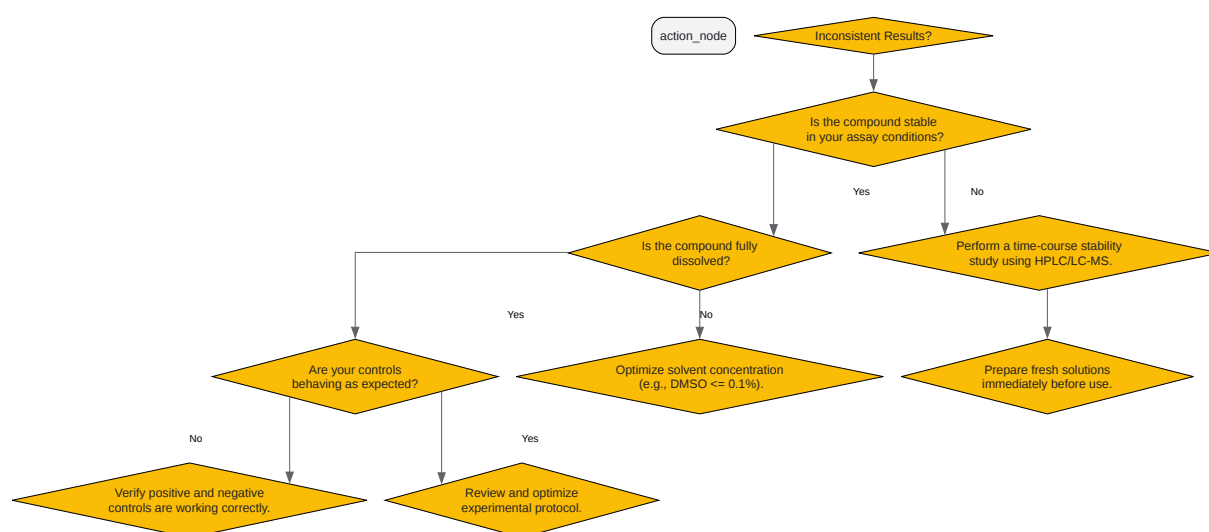 action_node
Inconsistent Results?
Is the compound stable
in your assay conditions?
Yes
No
Is the compound fully
dissolved?
Perform a time-course stability
study using HPLC/LC-MS.
Yes
No
Are your controls
behaving as expected?
Optimize solvent concentration
(e.g., DMSO <= 0.1%).
Prepare fresh solutions
immediately before use.
No
Yes
Verify positive and negative
controls are working correctly.
Review and optimize
experimental protocol.